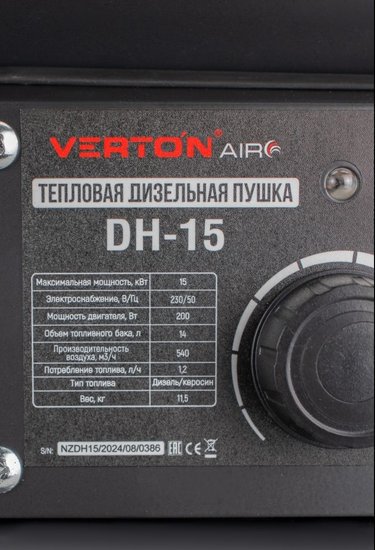 VERTON® AIR
ТЕПЛОВАЯ ДИЗЕЛЬНАЯ ПУШКА
DH-15
Максимальная мощность, кВт 15
Электроснабжение, В/Гц 230/50
Мощность двигателя, Вт 200
Объем топливного бака, л 14
Производительность воздуха, м3/ч 540
Потребление топлива, л/ч 1,2
Тип топлива Дизель/керосин
Вес, кг 11,5
S/N: NZDH15/2024/08/0386 EAC CE